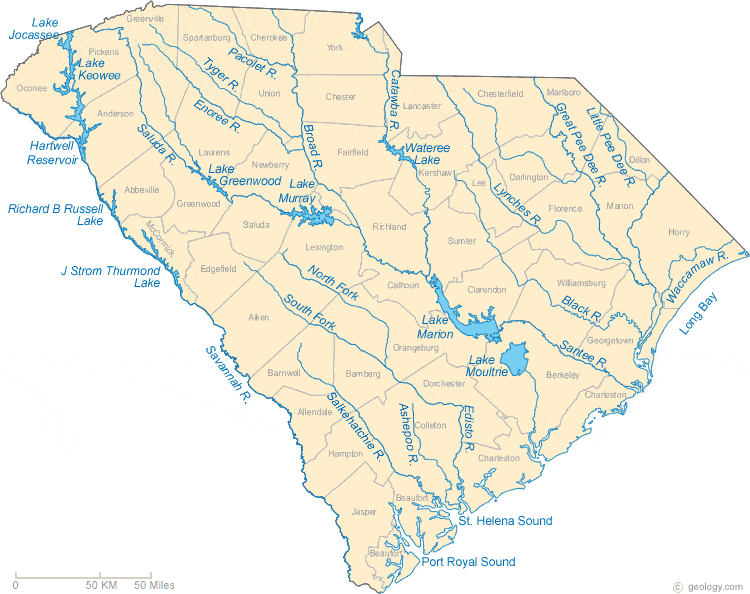 Greenville
Lake
Jocassee
Spartanburg
Cherokee
York
Pickens
Pacolet R.
Lake
Keowee
Tyger R.
Oconee
Union
Chester
Catawba R.
Lancaster
Chesterfield
Marlboro
Anderson
Enoree R.
Great Pee Dee R.
Little Pee Dee R.
Saluda R.
Broad R.
Hartwell
Reservoir
Laurens
Newberry
Fairfield
Wateree
Lake
Kershaw
Darlington
Dillon
Lake
Greenwood
Lee
Abbeville
Greenwood
Lake
Murray
Lynches R.
Florence
Marion
Richard B Russell
Lake
McCormick
Saluda
Richland
Sumter
Horry
Lexington
J Strom Thurmond
Lake
Edgefield
North Fork
Calhoun
Clarendon
Williamsburg
Waccamaw R.
South Fork
Black R.
Long Bay
Aiken
Lake
Marion
Georgetown
Orangeburg
Santee R.
Savannah R.
Lake
Moultrie
Barnwell
Bamberg
Dorchester
Berkeley
Charleston
Allendale
Salkehatchie R.
Ashepoo R.
Edisto R.
Colleton
Hampton
Charleston
Beaufort
Jasper
St. Helena Sound
Beaufort
Port Royal Sound
0 50 KM 50 Miles
© geology.com